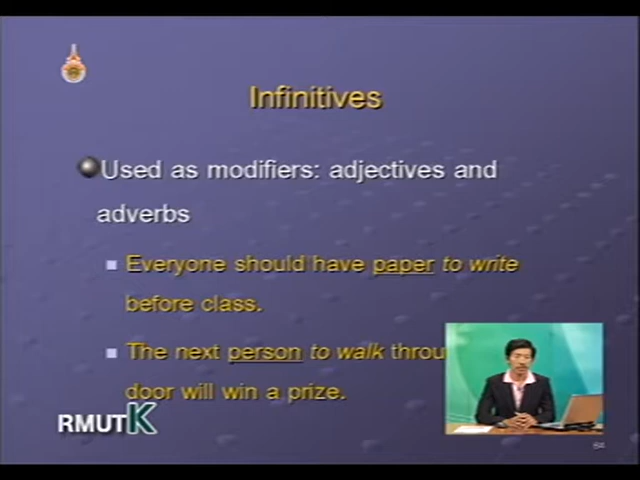 Infinitives
Used as modifiers: adjectives and
adverbs
Everyone should have paper to write
before class.
The next person to walk throu
door will win a prize.
RMUTK
64